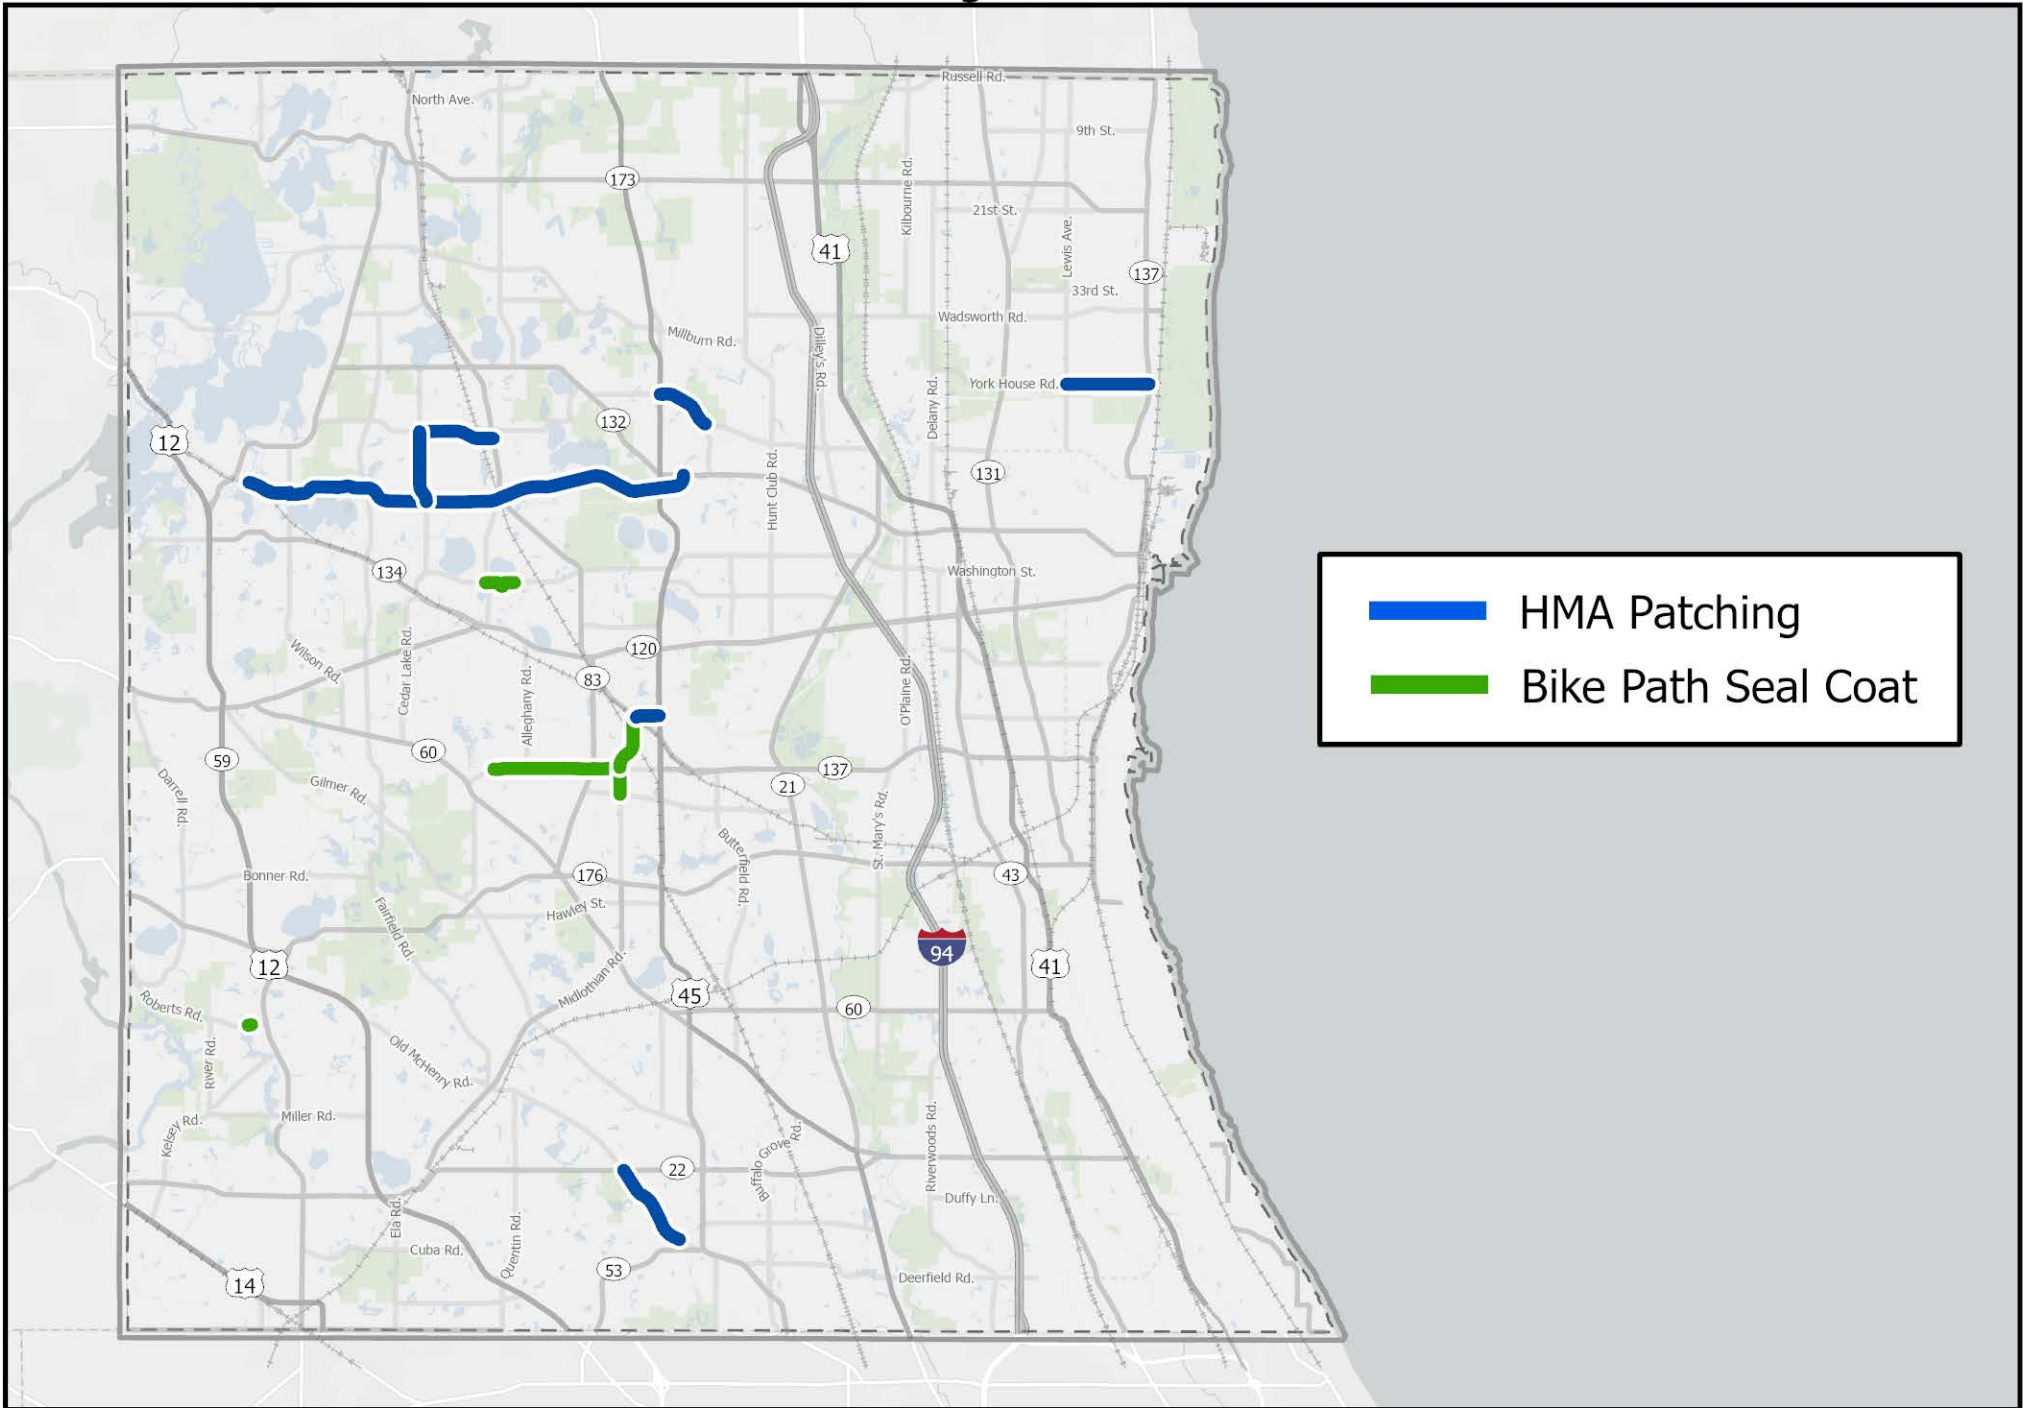 Russell Rd.
North Ave.
9th St.
Kilbourne Rd.
173
21st St.
Lewis Ave.
41
137
33rd St.
Wadsworth Rd.
Millburn Rd.
Dilley's Rd.
York House Rd.
Delany Rd.
132
12
131
Hunt Club Rd.
134
Washington St.
HMA Patching
Bike Path Seal Coat
120
Wilson Rd.
Cedar Lake Rd.
83
Alleghany Rd.
O'Plaine Rd.
60
59
137
21
Darrell Rd.
Gilmer Rd.
St. Mary's Rd.
Butterfield Rd.
Bonner Rd.
176
43
Hawley St.
Fairfield Rd.
94
12
41
Midlothian Rd.
45
Roberts Rd.
60
River Rd.
Old McHenry Rd.
Miller Rd.
Kelsey Rd.
Buffalo Grove Rd.
Riverwoods Rd.
22
Duffy Ln.
Ela Rd.
Quentin Rd.
Cuba Rd.
53
Deerfield Rd.
14